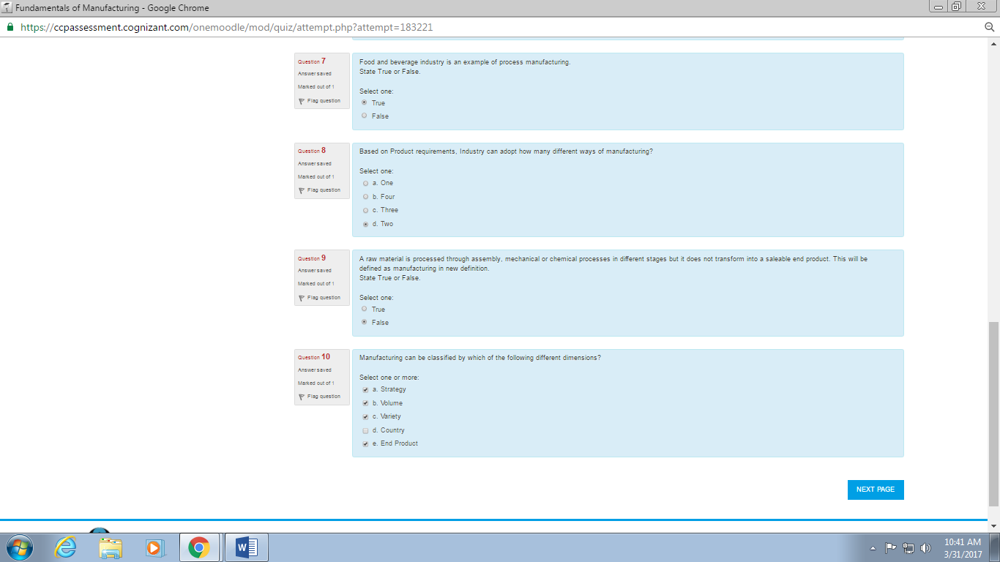 Fundamentals of Manufacturing - Google Chrome
https://ccpassessment.cognizant.com/onemoodle/mod/quiz/attempt.php?attempt=183221
Question 7
Answer saved
Marked out of 1
Flag question
Food and beverage industry is an example of process manufacturing.
State True or False.
Select one:
True
False
Question 8
Answer saved
Marked out of 1
Flag question
Based on Product requirements, Industry can adopt how many different ways of manufacturing?
Select one:
a. One
b. Four
c. Three
d. Two
Question 9
Answer saved
Marked out of 1
Flag question
A raw material is processed through assembly, mechanical or chemical processes in different stages but it does not transform into a saleable end product. This will be
defined as manufacturing in new definition.
State True or False.
Select one:
True
False
Question 10
Answer saved
Marked out of 1
Flag question
Manufacturing can be classified by which of the following different dimensions?
Select one or more:
a. Strategy
b. Volume
c. Variety
d. Country
e. End Product
NEXT PAGE
W
10:41 AM
3/31/2017